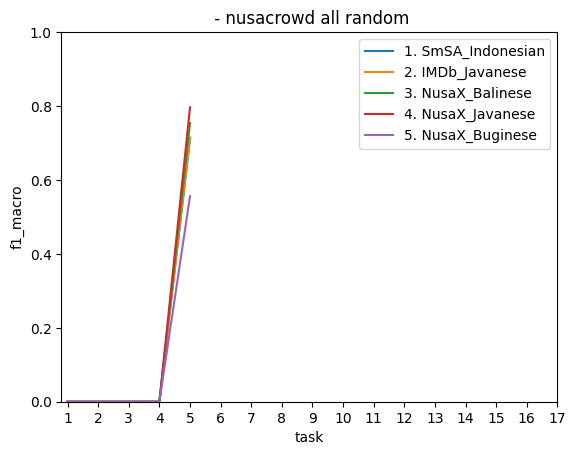 - nusacrowd all random
1.0
0.8
0.6
0.4
0.2
0.0
f1_macro
1. SmSA_Indonesian
2. IMDb_Javanese
3. NusaX_Balinese
4. NusaX_Javanese
5. NusaX_Buginese
1 2 3 4 5 6 7 8 9 10 11 12 13 14 15 16 17
task